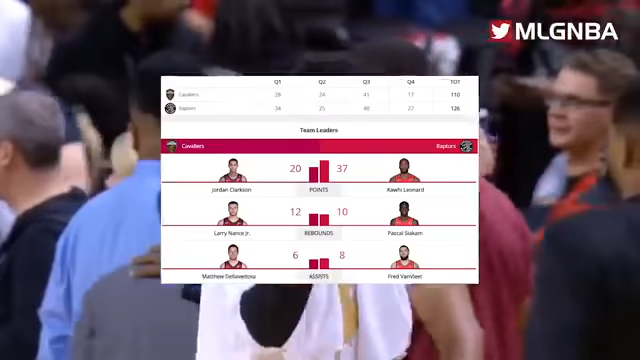 MLGNBA
Q1 Q2 Q3 Q4 TOT
Cavaliers 28 24 41 17 110
Raptors 34 25 40 27 126
Team Leaders
Cavaliers Raptors
20 37
Jordan Clarkson POINTS Kawhi Leonard
12 10
Larry Nance Jr. REBOUNDS Pascal Siakam
6 8
Matthew Dellavedova ASSISTS Fred VanVleet